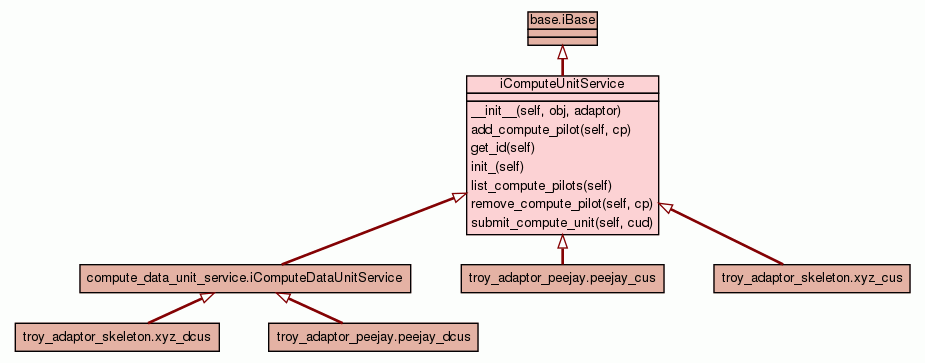 base.iBase
iComputeUnitService
__init__(self, obj, adaptor)
add_compute_pilot(self, cp)
get_id(self)
init_(self)
list_compute_pilots(self)
remove_compute_pilot(self, cp)
submit_compute_unit(self, cud)
compute_data_unit_service.iComputeDataUnitService
troy_adaptor_peejay.peejay_cus
troy_adaptor_skeleton.xyz_cus
troy_adaptor_skeleton.xyz_dcus
troy_adaptor_peejay.peejay_dcus